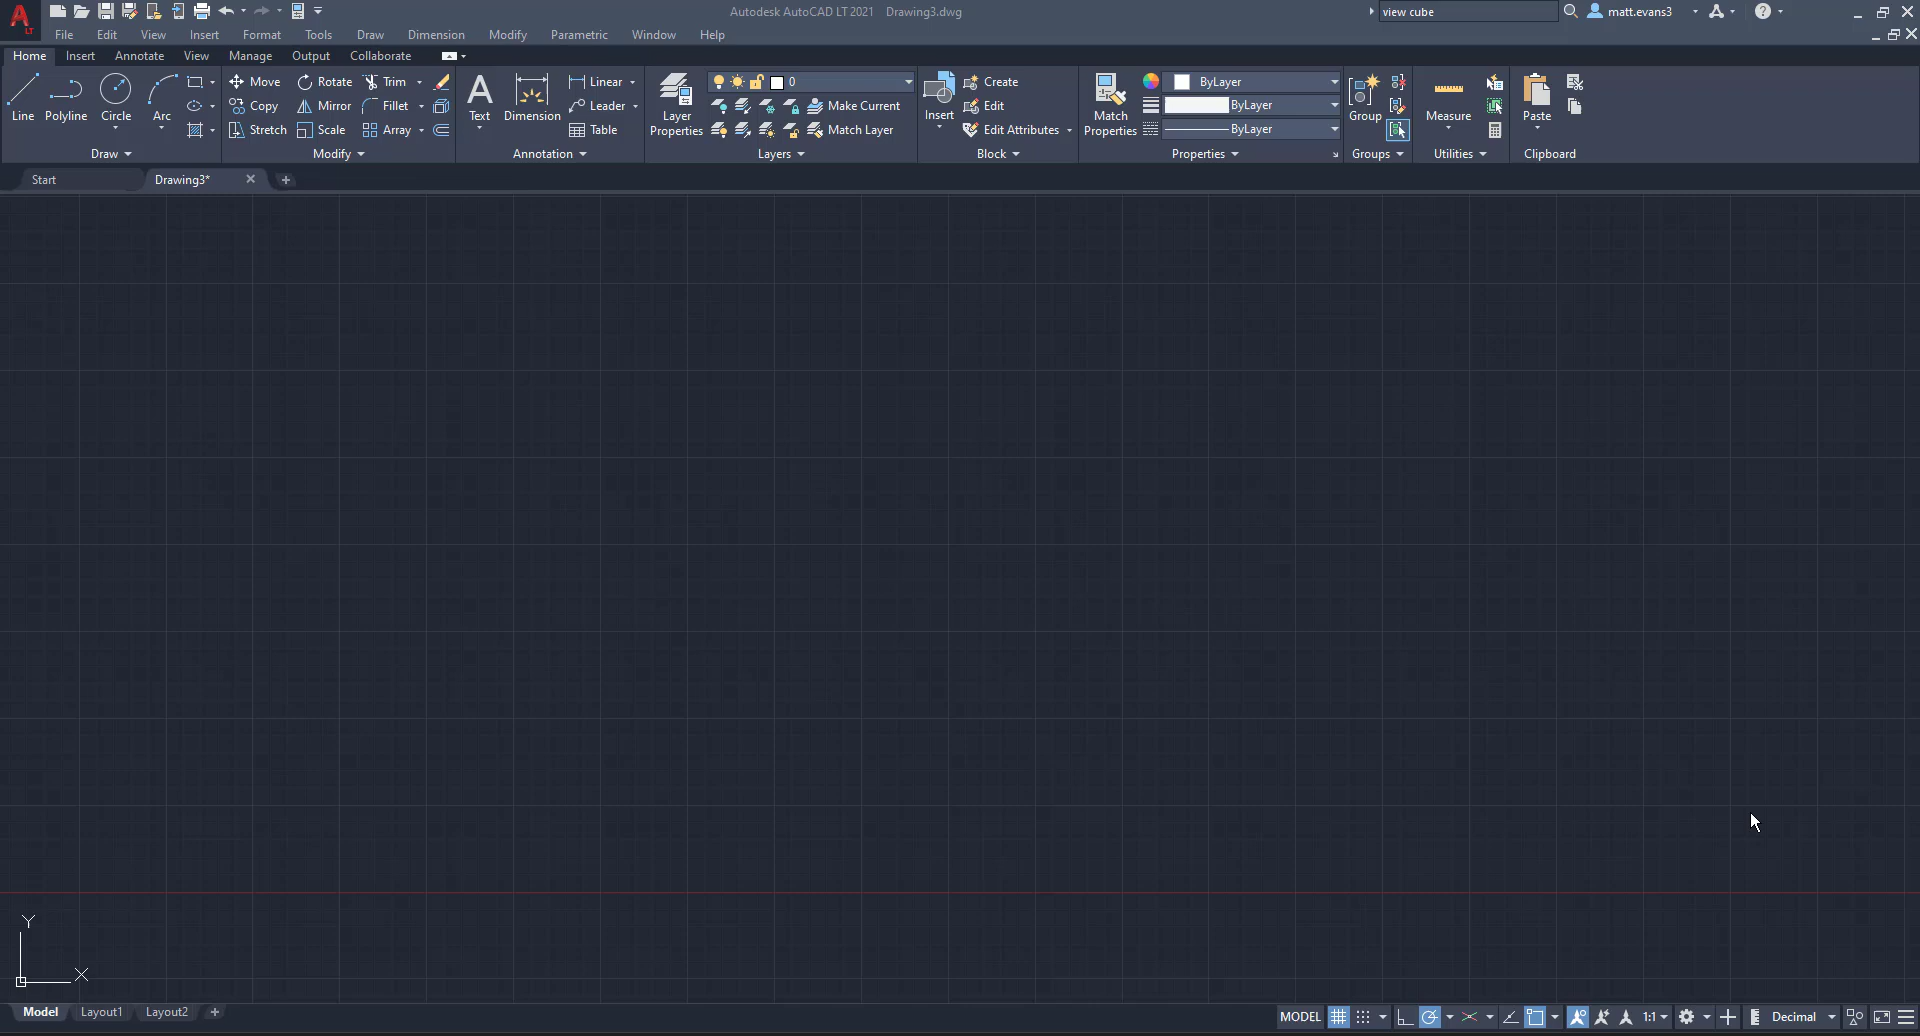 Autodesk AutoCAD LT 2021 Drawing3.dwg view cube matt.evans3
File Edit View Insert Format Tools Draw Dimension Modify Parametric Window Help
Home Insert Annotate View Manage Output Collaborate
Line Polyline Circle Arc
Move Rotate Trim
Copy Mirror Fillet
Stretch Scale Array
Text Dimension
Linear
Leader
Table
Layer
Properties
0
Make Current
Match Layer
Insert
Create
Edit
Edit Attributes
Match
Properties
ByLayer
ByLayer
ByLayer
Group
Measure
Paste
Draw Modify Annotation Layers Block Properties Groups Utilities Clipboard
Start Drawing3*
Y
X
Model Layout1 Layout2
MODEL 1:1 Decimal
LT